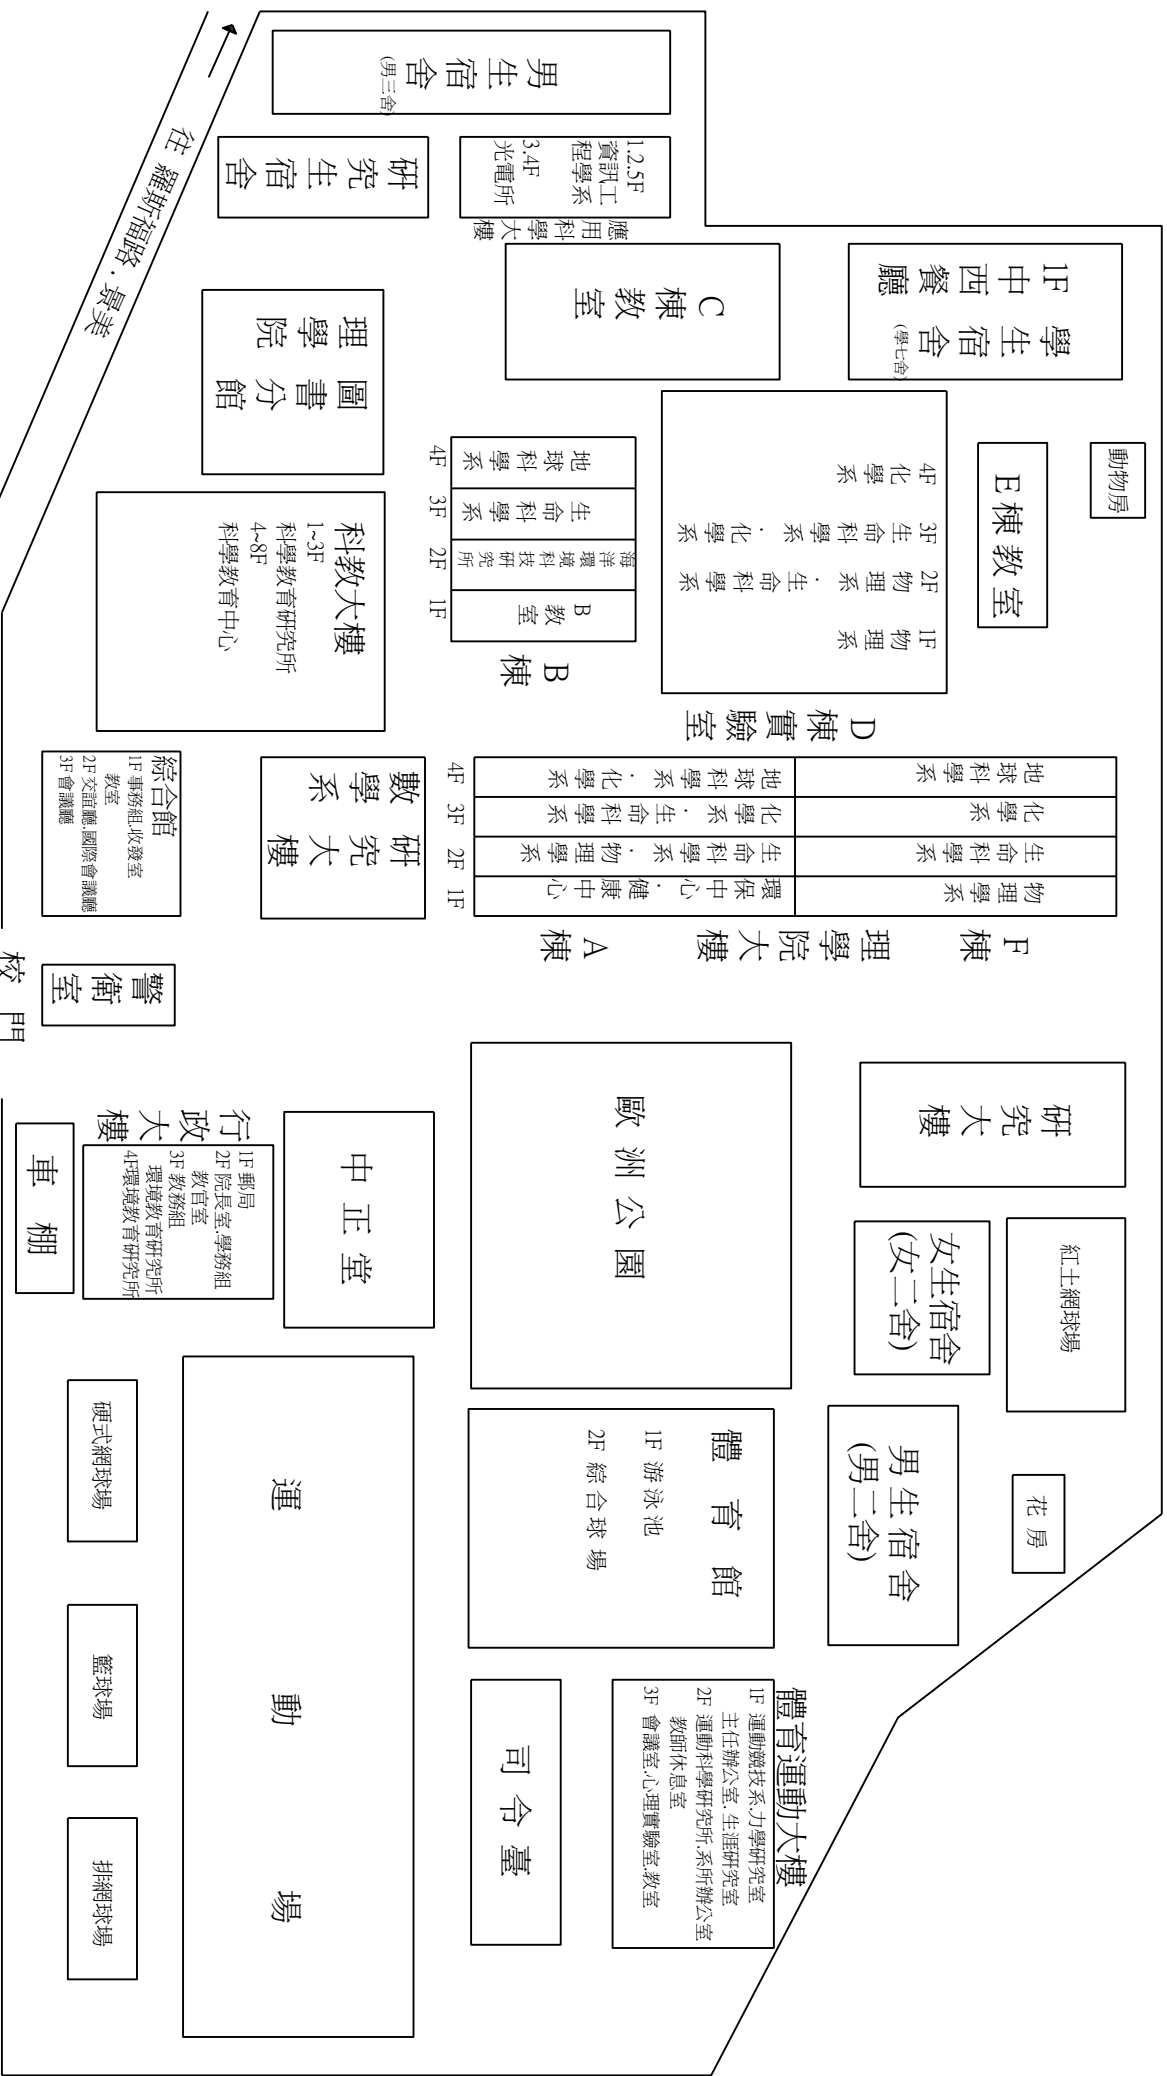 男生宿舍
(男三舍)
研究生宿舍
1.2.5F
資訊工
程學系
3.4F
光電所
應用科學大樓
往 羅斯福路．景美
C棟教室
1F 中西餐廳
學生宿舍
(學七舍)
動物房
E棟教室
理學院
圖書分館
4F 化學系
3F 生命科學系．化學系
2F 物理系．生命科學系
1F 物理系
D棟實驗室
4F 地球科學系
3F 生命科學系
2F 海洋環境科技研究所
1F B教室
B棟
科教大樓
1~3F
科學教育研究所
4~8F
科學教育中心
綜合館
1F 事務組.收發室
教室
2F 交誼廳.國際會議廳
3F 會議廳
數學系
研究大樓
4F 地球科學系．化學系 地球科學系
3F 化學系．生命科學系 化學系
2F 生命科學系．物理學系 生命科學系
1F 環保中心．健康中心 物理學系
A棟 理學院大樓 F棟
警衛室
校門
研究大樓
歐洲公園
女生宿舍
(女二舍)
紅土網球場
行政大樓
1F 郵局
2F 院長室.學務組
教官室
3F 教務組
環境教育研究所
4F環境教育研究所
車棚
中正堂
男生宿舍
(男二舍)
花房
體育館
1F 游泳池
2F 綜合球場
體育運動大樓
1F 運動競技系.力學研究室
主任辦公室.生涯研究室
2F 運動科學研究所.系所辦公室
教師休息室
3F 會議室.心理實驗室.教室
司令臺
運動場
硬式網球場
籃球場
排網球場